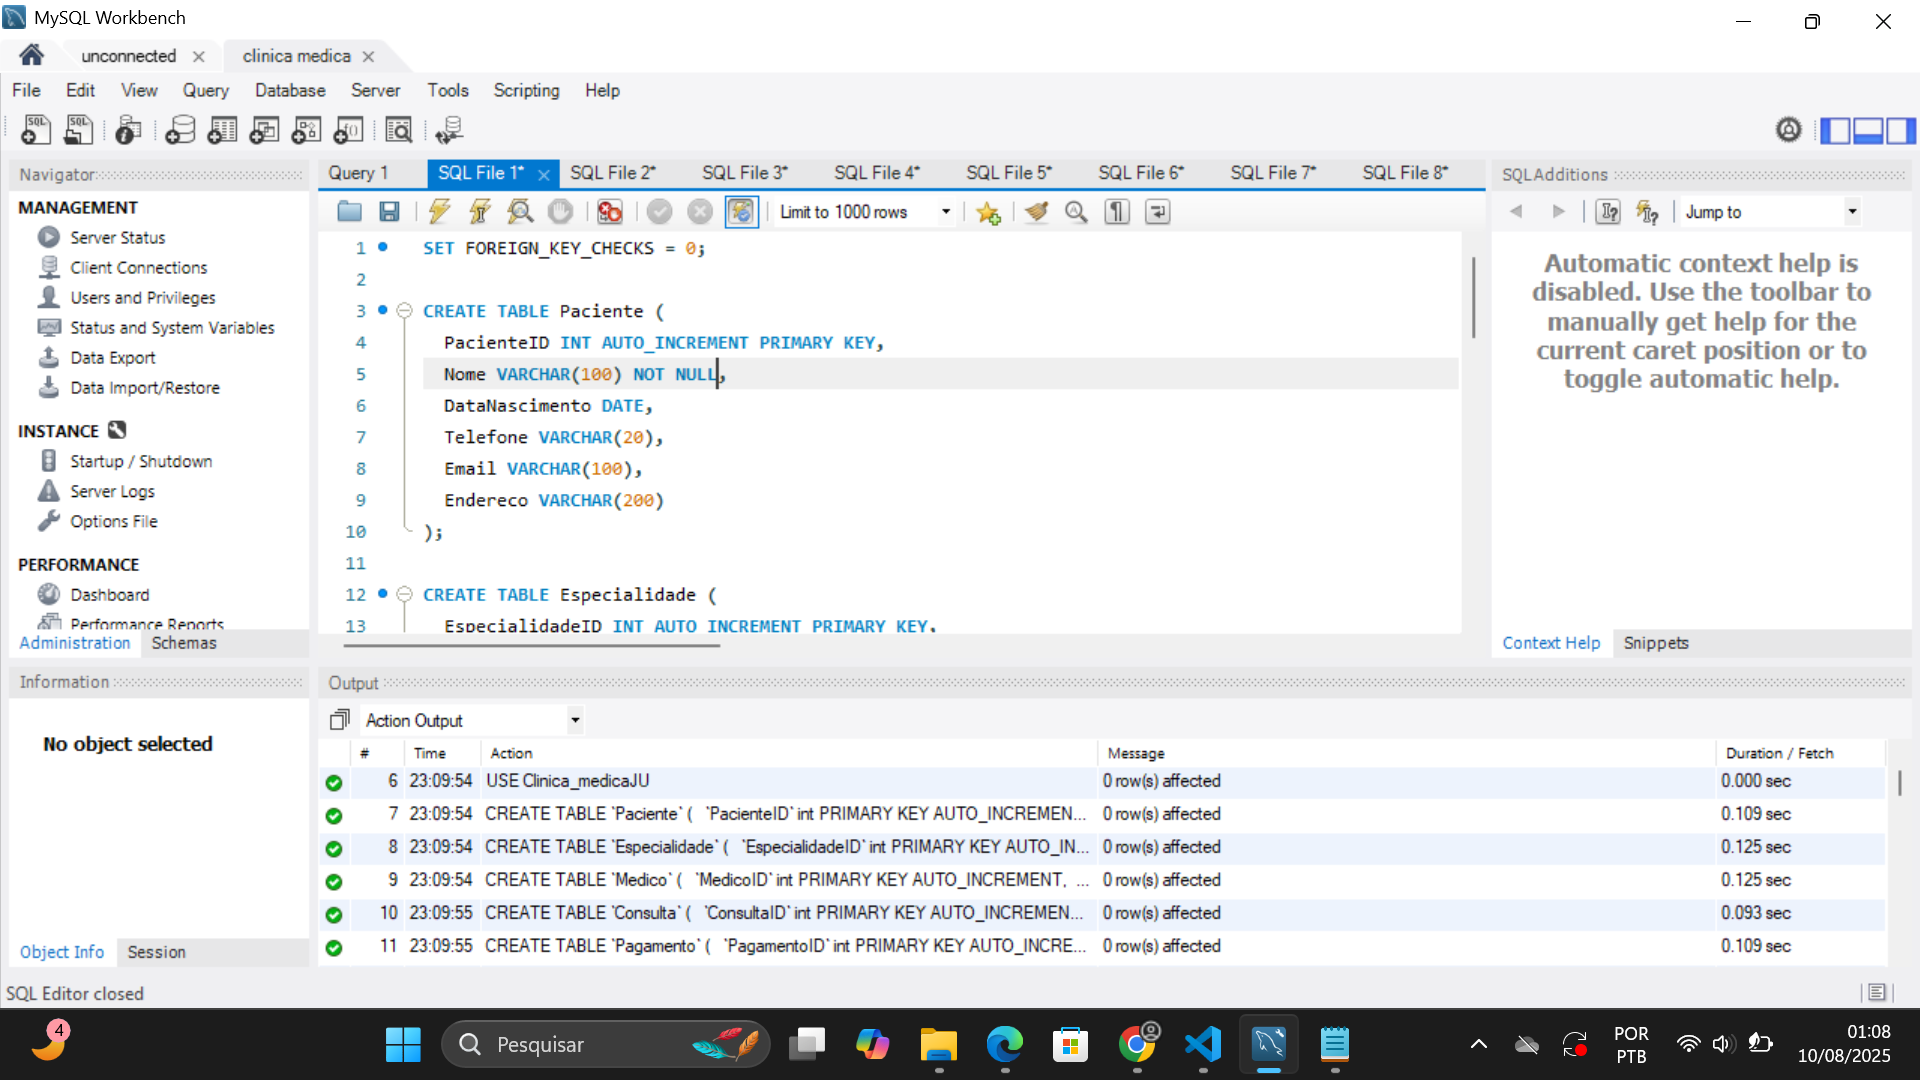 MySQL Workbench
unconnected
clinica medica
File Edit View Query Database Server Tools Scripting Help
Navigator
MANAGEMENT
Server Status
Client Connections
Users and Privileges
Status and System Variables
Data Export
Data Import/Restore
INSTANCE
Startup / Shutdown
Server Logs
Options File
PERFORMANCE
Dashboard
Performance Reports
Administration Schemas
Query 1 SQL File 1* SQL File 2* SQL File 3* SQL File 4* SQL File 5* SQL File 6* SQL File 7* SQL File 8*
Limit to 1000 rows
1 SET FOREIGN_KEY_CHECKS = 0;
2
3 CREATE TABLE Paciente (
4 PacienteID INT AUTO_INCREMENT PRIMARY KEY,
5 Nome VARCHAR(100) NOT NULL,
6 DataNascimento DATE,
7 Telefone VARCHAR(20),
8 Email VARCHAR(100),
9 Endereco VARCHAR(200)
10 );
11
12 CREATE TABLE Especialidade (
13 EspecialidadeID INT AUTO_INCREMENT PRIMARY KEY,
SQLAdditions
Jump to
Automatic context help is
disabled. Use the toolbar to
manually get help for the
current caret position or to
toggle automatic help.
Context Help Snippets
Information
No object selected
Object Info Session
Output
Action Output
# Time Action Message Duration / Fetch
6 23:09:54 USE Clinica_medicaJU 0 row(s) affected 0.000 sec
7 23:09:54 CREATE TABLE `Paciente` ( `PacienteID` int PRIMARY KEY AUTO_INCREMEN... 0 row(s) affected 0.109 sec
8 23:09:54 CREATE TABLE `Especialidade` ( `EspecialidadeID` int PRIMARY KEY AUTO_IN... 0 row(s) affected 0.125 sec
9 23:09:54 CREATE TABLE `Medico` ( `MedicoID` int PRIMARY KEY AUTO_INCREMENT, ... 0 row(s) affected 0.125 sec
10 23:09:55 CREATE TABLE `Consulta` ( `ConsultaID` int PRIMARY KEY AUTO_INCREMEN... 0 row(s) affected 0.093 sec
11 23:09:55 CREATE TABLE `Pagamento` ( `PagamentoID` int PRIMARY KEY AUTO_INCRE... 0 row(s) affected 0.109 sec
SQL Editor closed
4
Pesquisar
POR
PTB
01:08
10/08/2025